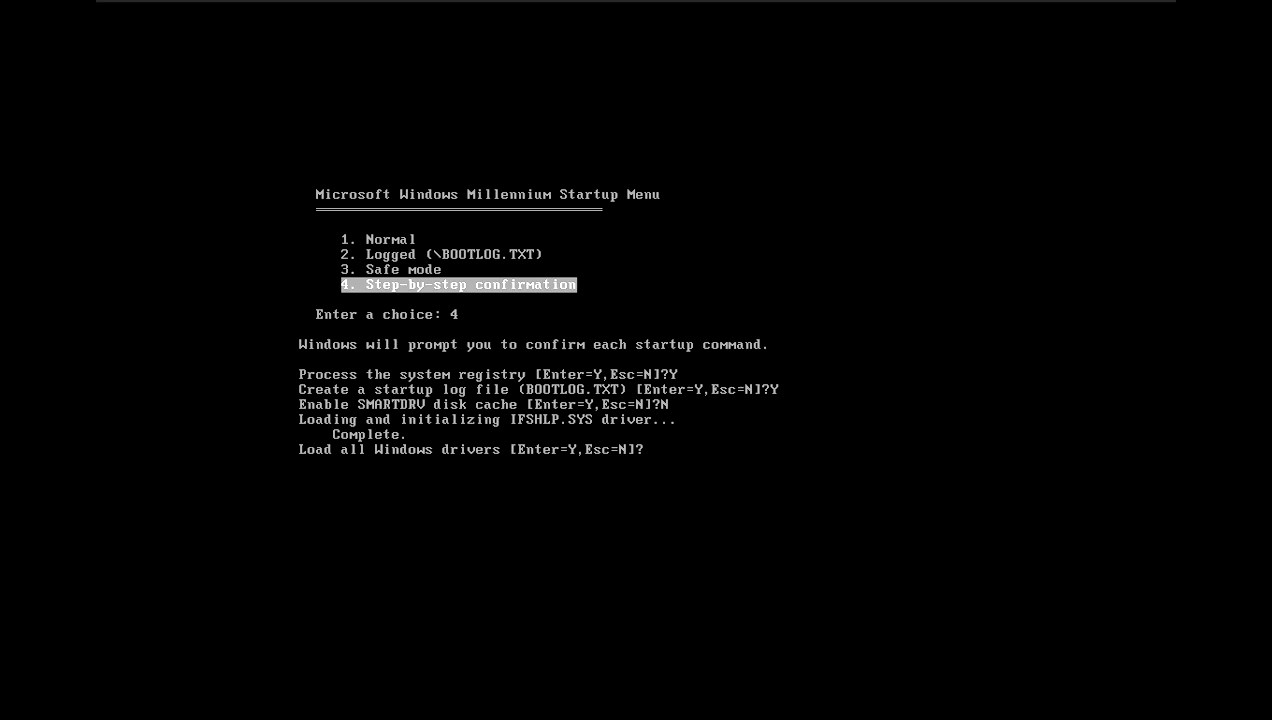 Microsoft Windows Millennium Startup Menu
══════════════════════════════════
1. Normal
2. Logged (\BOOTLOG.TXT)
3. Safe mode
4. Step-by-step confirmation
Enter a choice: 4
Windows will prompt you to confirm each startup command.
Process the system registry [Enter=Y,Esc=N]?Y
Create a startup log file (BOOTLOG.TXT) [Enter=Y,Esc=N]?Y
Enable SMARTDRV disk cache [Enter=Y,Esc=N]?N
Loading and initializing IFSHLP.SYS driver...
Complete.
Load all Windows drivers [Enter=Y,Esc=N]?